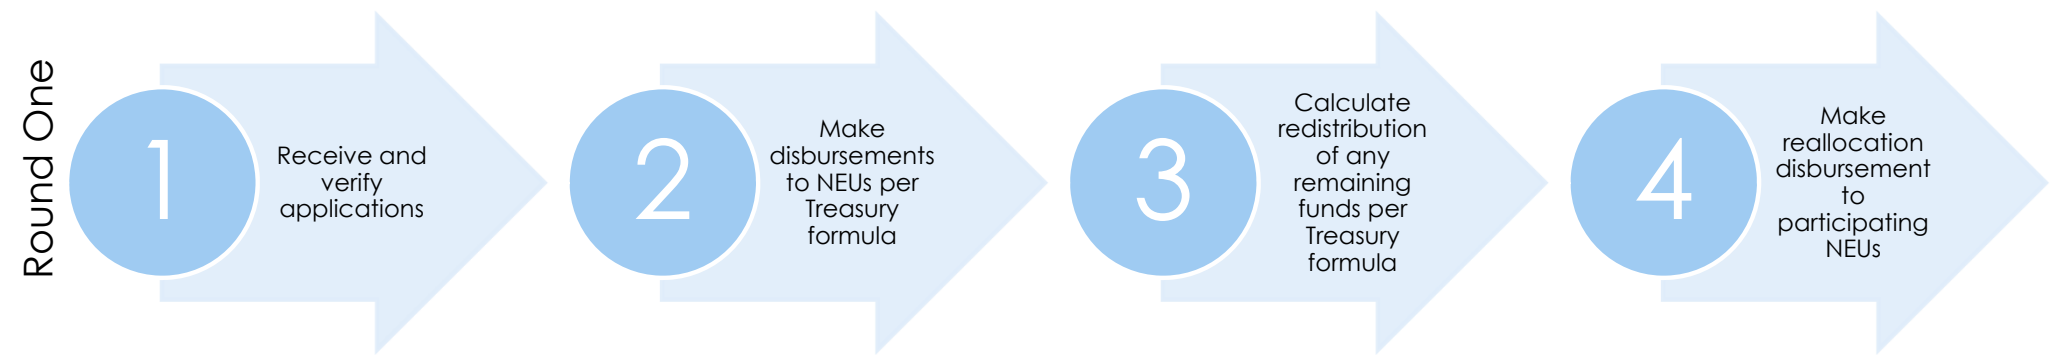 Round One
1
Receive and
verify
applications
2
Make
disbursements
to NEUs per
Treasury
formula
3
Calculate
redistribution
of any
remaining
funds per
Treasury
formula
4
Make
reallocation
disbursement
to
participating
NEUs